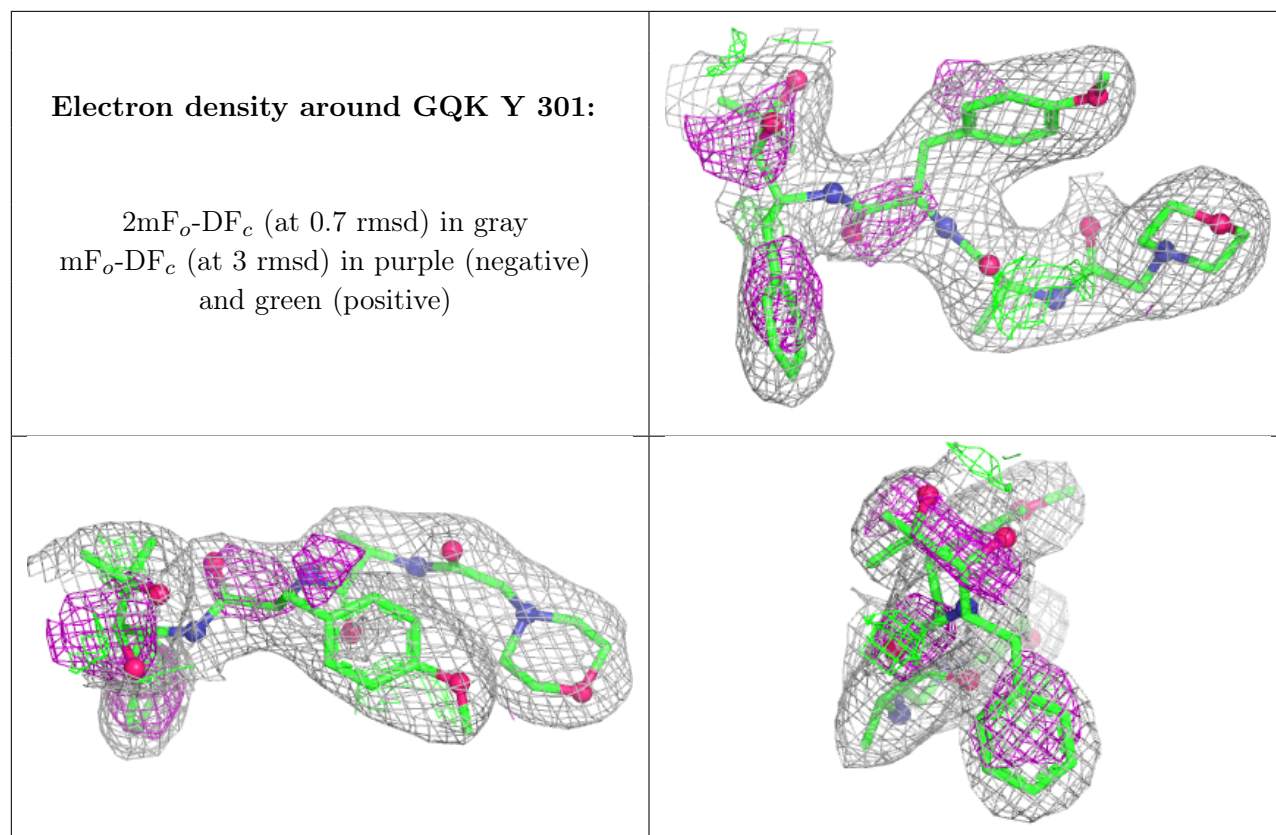 Electron density around GQK Y 301:
2mFo-DFc (at 0.7 rmsd) in gray
mFo-DFc (at 3 rmsd) in purple (negative)
and green (positive)